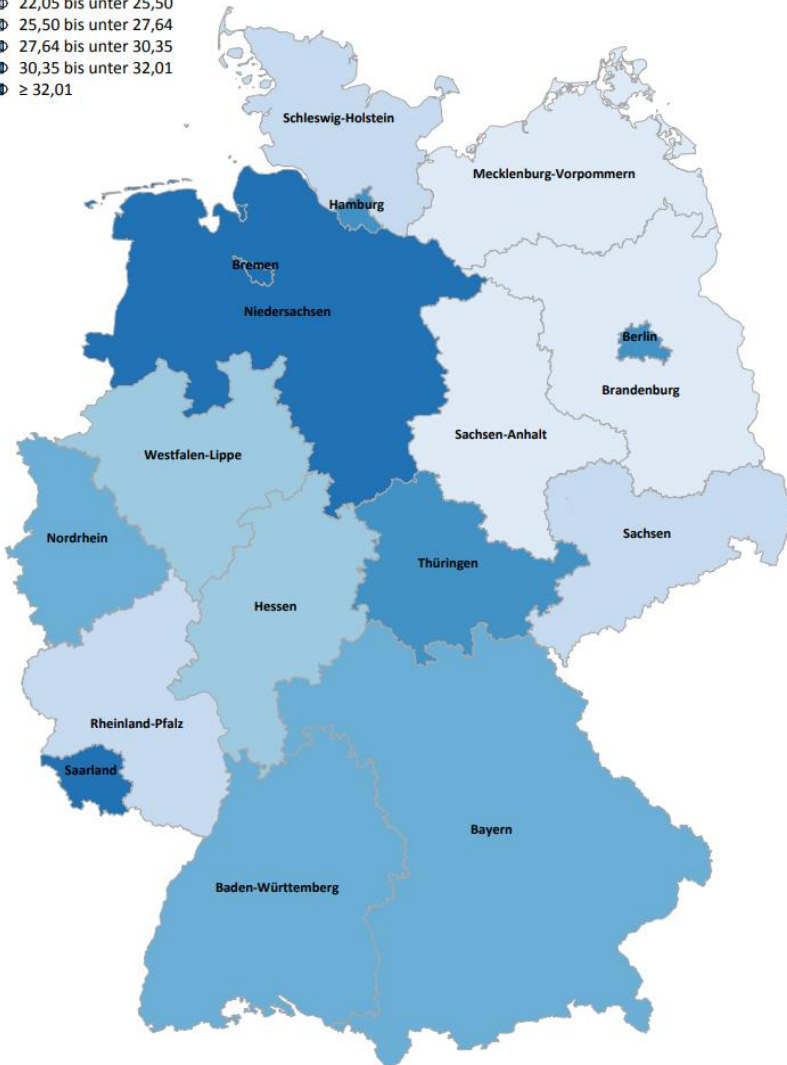 22,05 bis unter 25,50
25,50 bis unter 27,64
27,64 bis unter 30,35
30,35 bis unter 32,01
≥ 32,01
Schleswig-Holstein
Mecklenburg-Vorpommern
Hamburg
Bremen
Niedersachsen
Berlin
Brandenburg
Sachsen-Anhalt
Westfalen-Lippe
Nordrhein
Sachsen
Thüringen
Hessen
Rheinland-Pfalz
Saarland
Bayern
Baden-Württemberg